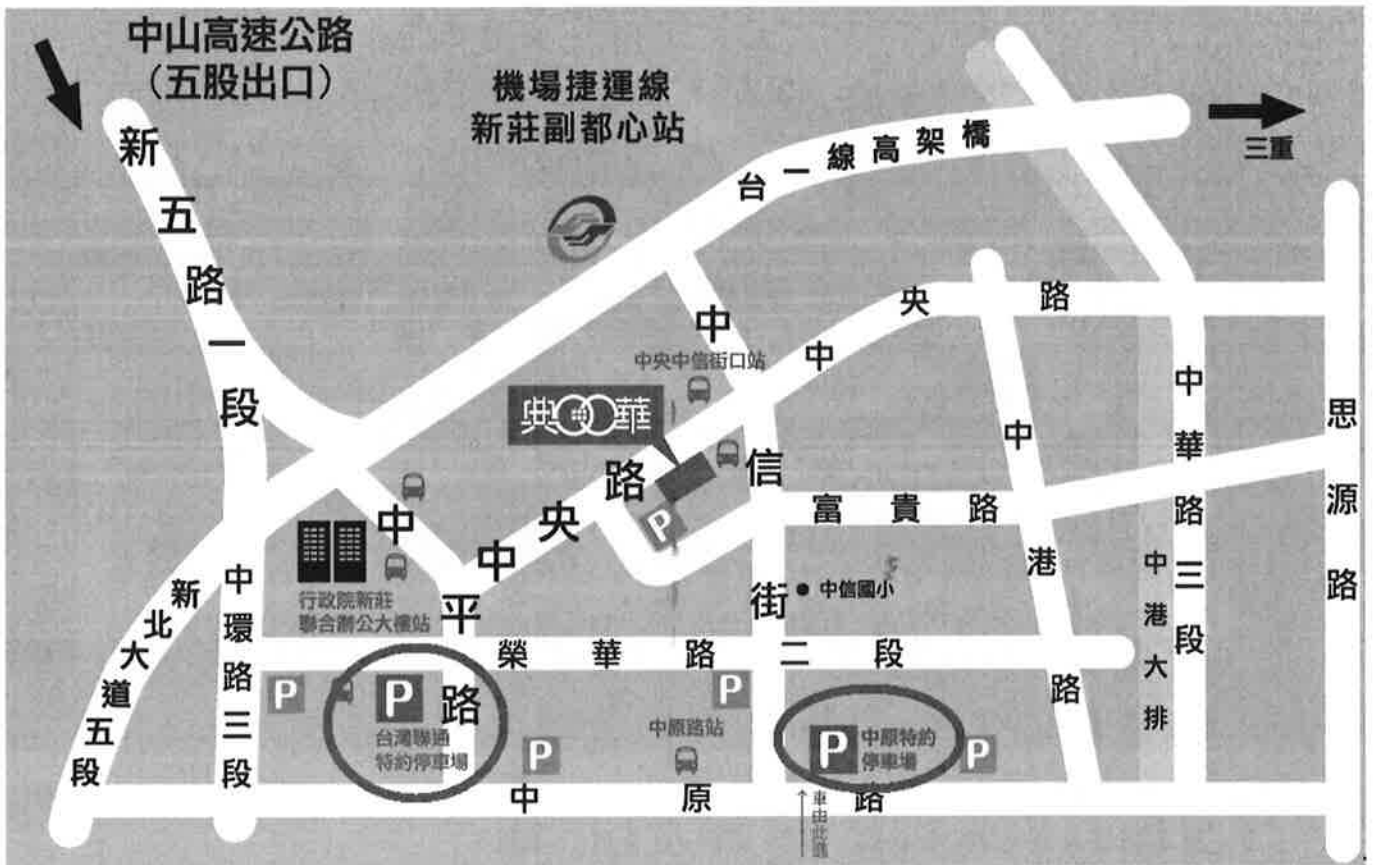 中山高速公路
（五股出口）
機場捷運線
新莊副都心站
三重
台一線高架橋
新五路一段
中央路
中央中信街口站
典華
中信街
中央路
富貴路
中港路
中華路三段
中港大排
思源路
中平路
行政院新莊
聯合辦公大樓站
中信國小
新北大道五段
中環路三段
榮華路二段
P
P
P
P
P
P
P
台灣聯通
特約停車場
中原路站
中原特約
停車場
中原路
車由此進